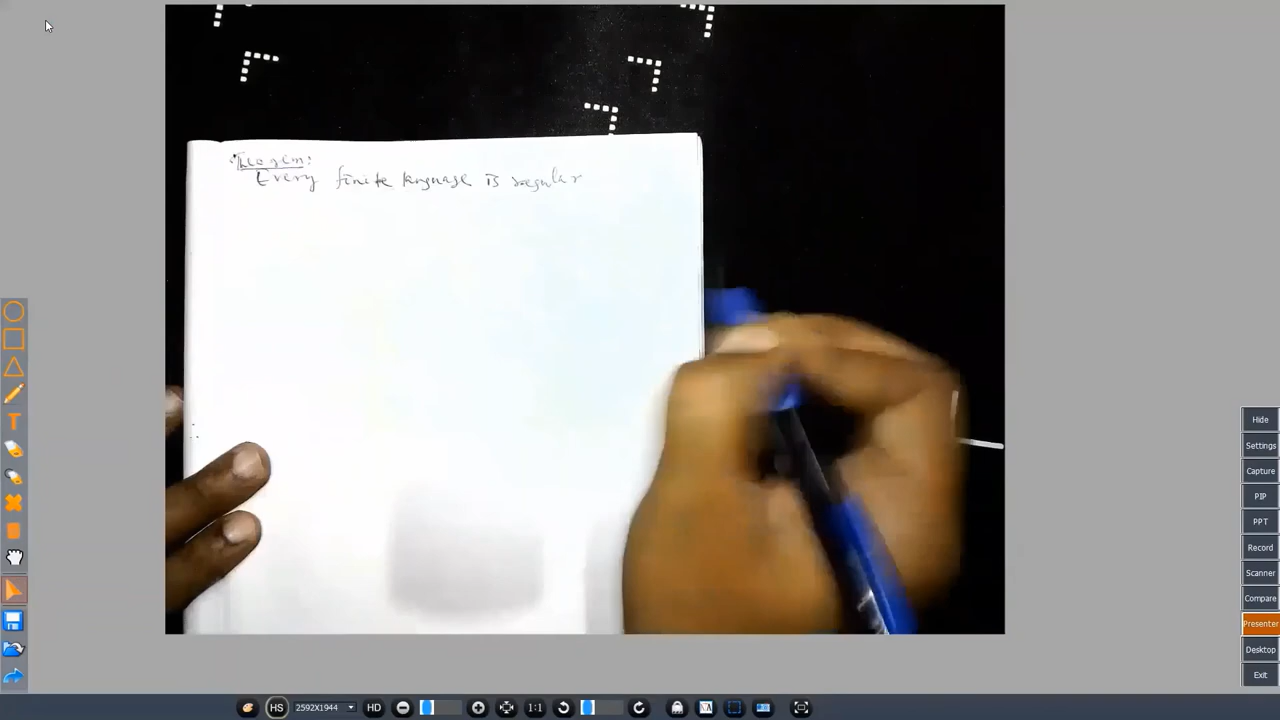 Theorem:
Every finite language is regular
Hide
Settings
Capture
PIP
PPT
Record
Scanner
Compare
Presenter
Desktop
Exit
T
HS 2592X1944 HD 1:1